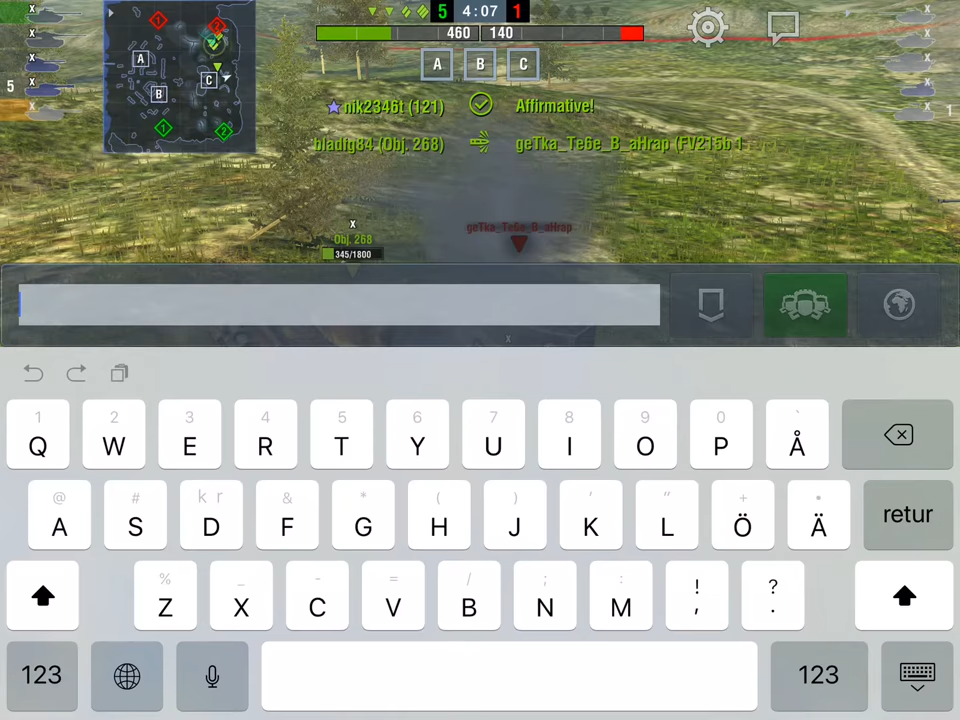 5 4:07 1
460 140
A B C
1 2
A
C
B
1 2
X
X
X
X
5
X
X
X
X
1
nik2346t (121) Affirmative!
bladfg84 (Obj. 268) geTka_Te6e_B_aHrap (FV215b 1
X
Obj. 268
345/1800
geTka_Te6e_B_aHrap
X
1 2 3 4 5 6 7 8 9 0 `
Q W E R T Y U I O P Å
@ # k r & * ( ) ' " + •
A S D F G H J K L Ö Ä retur
% _ - = / ; : ! ?
Z X C V B N M , .
123 123